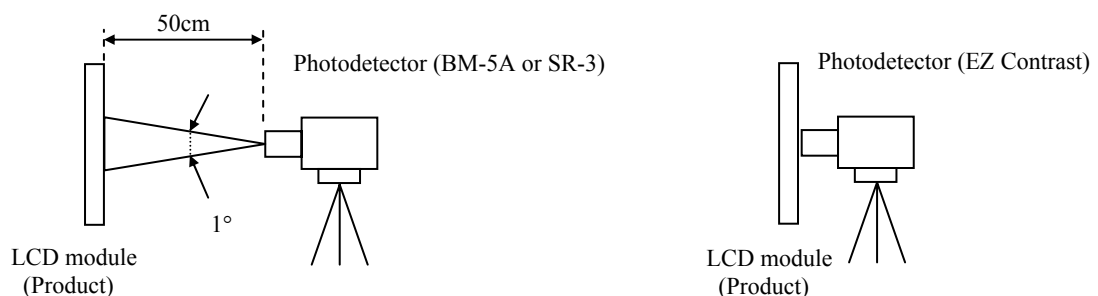 50cm
Photodetector (BM-5A or SR-3)
1°
LCD module
(Product)
Photodetector (EZ Contrast)
LCD module
(Product)